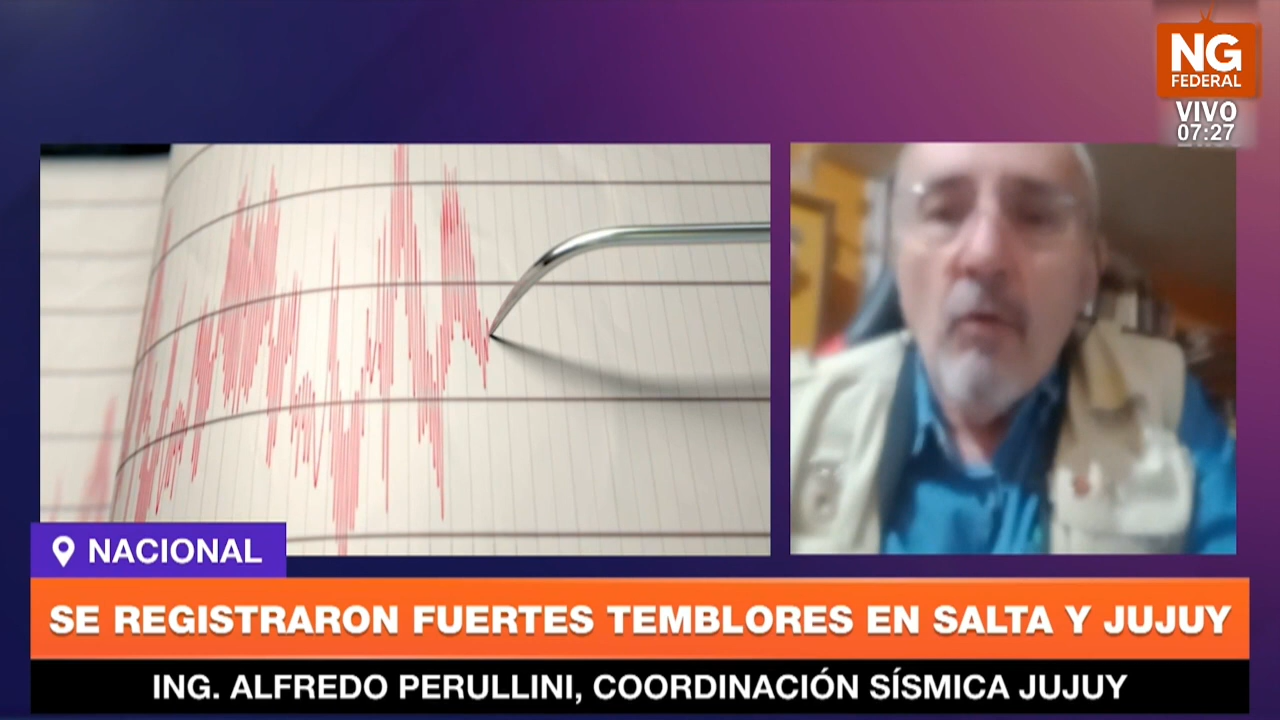 NG
FEDERAL
VIVO
07:27
NACIONAL
SE REGISTRARON FUERTES TEMBLORES EN SALTA Y JUJUY
ING. ALFREDO PERULLINI, COORDINACIÓN SÍSMICA JUJUY